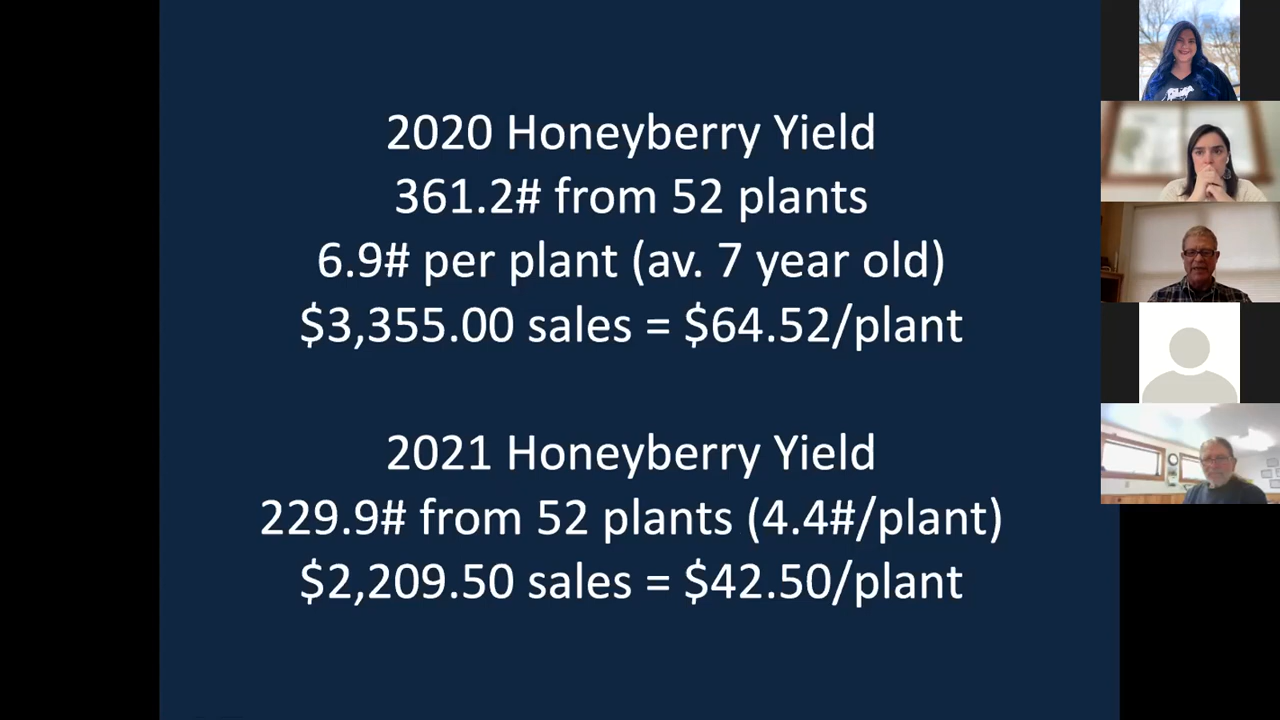 2020 Honeyberry Yield
361.2# from 52 plants
6.9# per plant (av. 7 year old)
$3,355.00 sales = $64.52/plant
2021 Honeyberry Yield
229.9# from 52 plants (4.4#/plant)
$2,209.50 sales = $42.50/plant